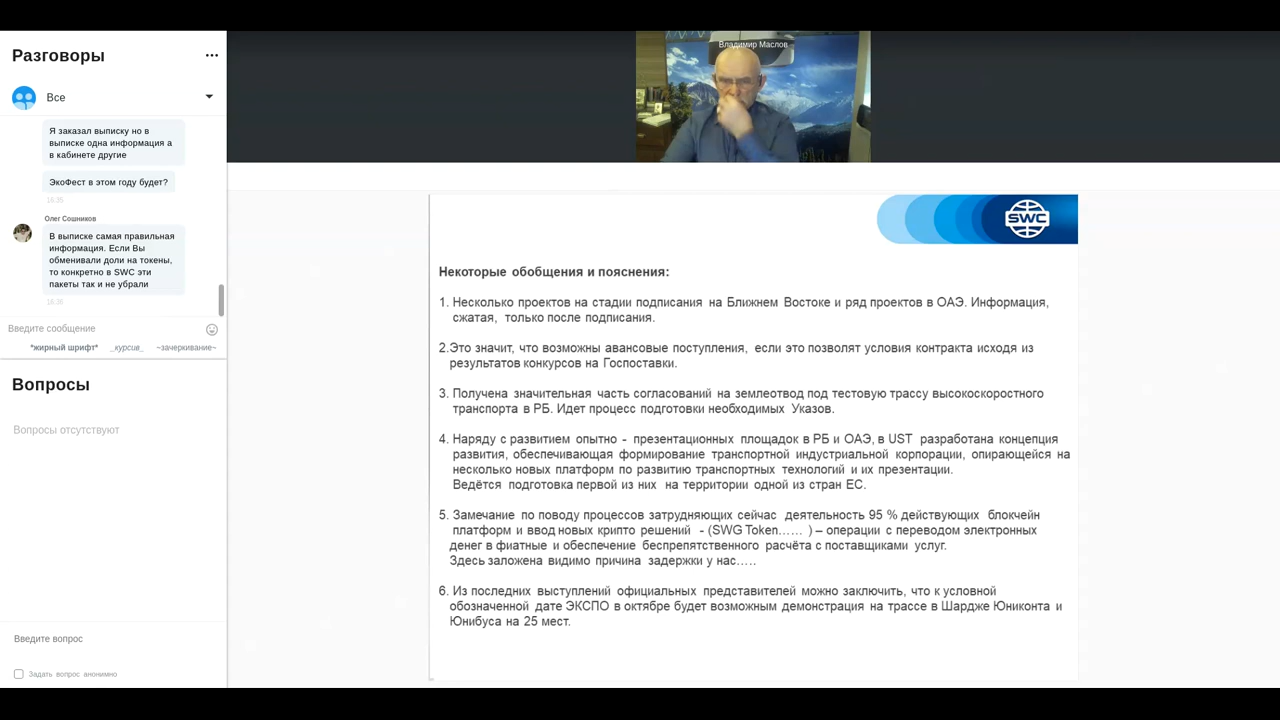 Разговоры
Все
Я заказал выписку но в
выписке одна информация а
в кабинете другие
ЭкоФест в этом году будет?
16:35
Олег Сошников
В выписке самая правильная
информация. Если Вы
обменивали доли на токены,
то конкретно в SWC эти
пакеты так и не убрали
16:36
Введите сообщение
*жирный шрифт* _курсив_ ~зачеркивание~
Вопросы
Вопросы отсутствуют
Введите вопрос
Задать вопрос анонимно
Владимир Маслов
SWC
Некоторые обобщения и пояснения:
1. Несколько проектов на стадии подписания на Ближнем Востоке и ряд проектов в ОАЭ. Информация,
сжатая, только после подписания.
2.Это значит, что возможны авансовые поступления, если это позволят условия контракта исходя из
результатов конкурсов на Госпоставки.
3. Получена значительная часть согласований на землеотвод под тестовую трассу высокоскоростного
транспорта в РБ. Идет процесс подготовки необходимых Указов.
4. Наряду с развитием опытно - презентационных площадок в РБ и ОАЭ, в UST разработана концепция
развития, обеспечивающая формирование транспортной индустриальной корпорации, опирающейся на
несколько новых платформ по развитию транспортных технологий и их презентации.
Ведётся подготовка первой из них на территории одной из стран ЕС.
5. Замечание по поводу процессов затрудняющих сейчас деятельность 95 % действующих блокчейн
платформ и ввод новых крипто решений - (SWG Token…… ) – операции с переводом электронных
денег в фиатные и обеспечение беспрепятственного расчёта с поставщиками услуг.
Здесь заложена видимо причина задержки у нас…..
6. Из последних выступлений официальных представителей можно заключить, что к условной
обозначенной дате ЭКСПО в октябре будет возможным демонстрация на трассе в Шардже Юниконта и
Юнибуса на 25 мест.